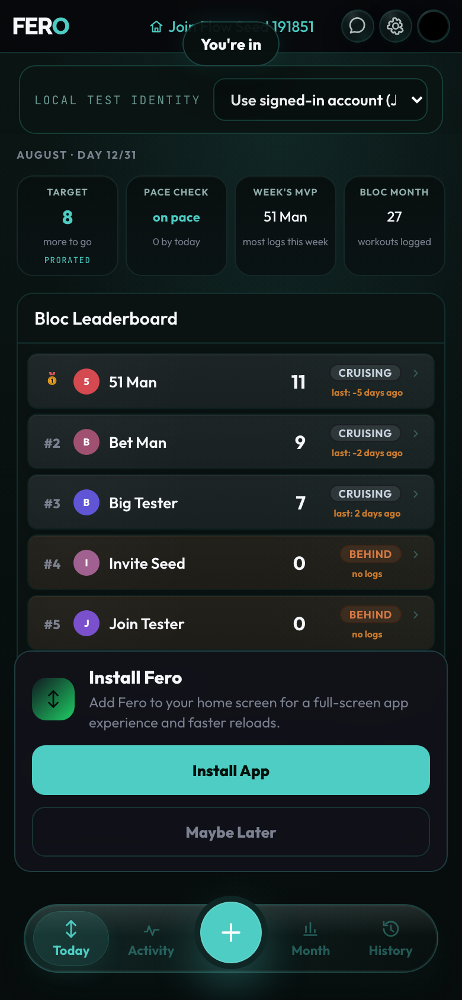 FERO
Join Flow Seed 191851
You're in
LOCAL TEST IDENTITY
Use signed-in account (J
AUGUST · DAY 12/31
TARGET
8
more to go
PRORATED
PACE CHECK
on pace
0 by today
WEEK'S MVP
51 Man
most logs this week
BLOC MONTH
27
workouts logged
Bloc Leaderboard
1 5 51 Man 11 CRUISING
last: -5 days ago
#2 B Bet Man 9 CRUISING
last: -2 days ago
#3 B Big Tester 7 CRUISING
last: 2 days ago
#4 I Invite Seed 0 BEHIND
no logs
#5 J Join Tester 0 BEHIND
no logs
Install Fero
Add Fero to your home screen for a full-screen app
experience and faster reloads.
Install App
Maybe Later
Today Activity Month History